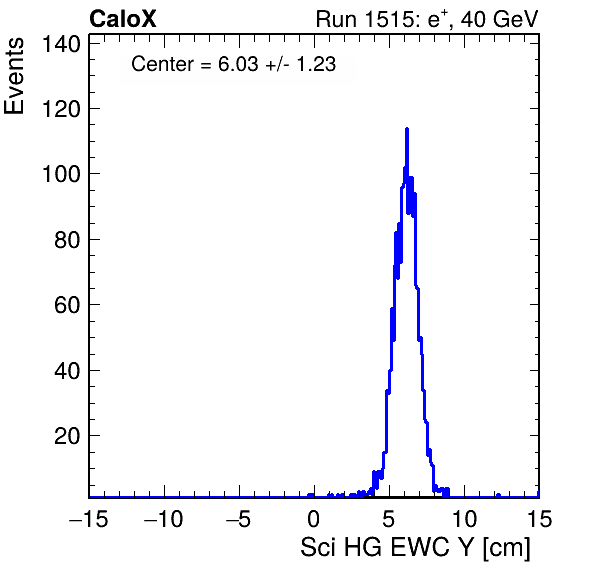 CaloX Run 1515: e⁺, 40 GeV
Center = 6.03 +/- 1.23
Events
140
120
100
80
60
40
20
−15 −10 −5 0 5 10 15
Sci HG EWC Y [cm]